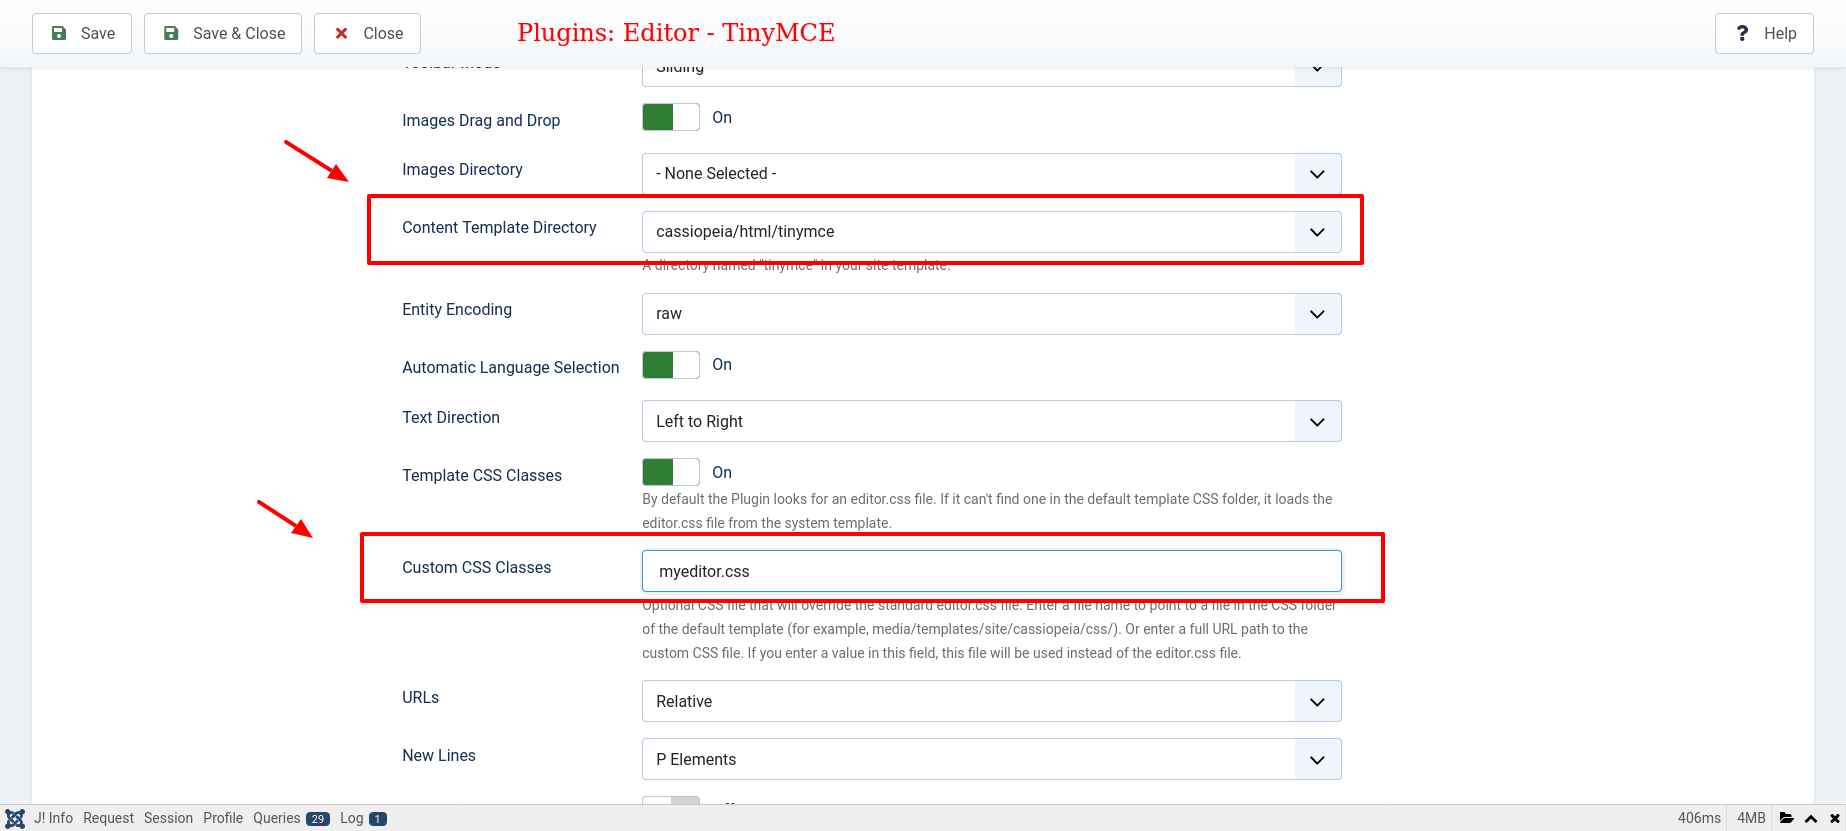 Save
Save & Close
Close
Plugins: Editor - TinyMCE
Help
Sliding
Images Drag and Drop
On
Images Directory
- None Selected -
Content Template Directory
cassiopeia/html/tinymce
A directory named "tinymce" in your site template.
Entity Encoding
raw
Automatic Language Selection
On
Text Direction
Left to Right
Template CSS Classes
On
By default the Plugin looks for an editor.css file. If it can't find one in the default template CSS folder, it loads the
editor.css file from the system template.
Custom CSS Classes
myeditor.css
Optional CSS file that will override the standard editor.css file. Enter a file name to point to a file in the CSS folder
of the default template (for example, media/templates/site/cassiopeia/css/). Or enter a full URL path to the
custom CSS file. If you enter a value in this field, this file will be used instead of the editor.css file.
URLs
Relative
New Lines
P Elements
J! Info Request Session Profile Queries 29 Log 1
406ms 4MB